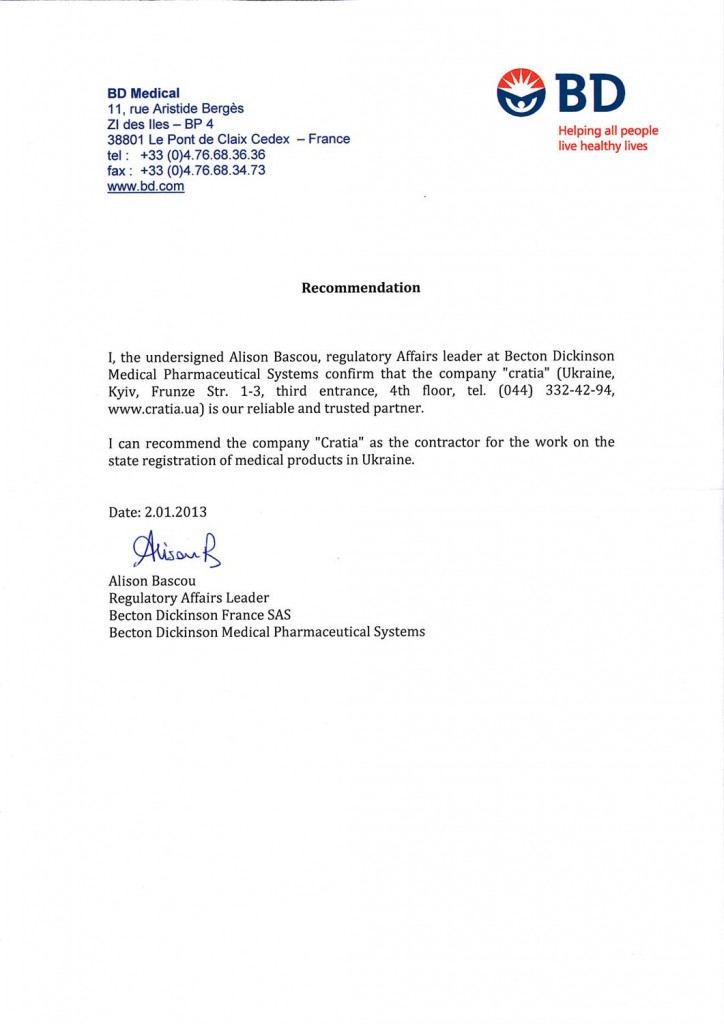 BD Medical
11, rue Aristide Bergès
ZI des Iles – BP 4
38801 Le Pont de Claix Cedex – France
tel : +33 (0)4.76.68.36.36
fax : +33 (0)4.76.68.34.73
www.bd.com
BD
Helping all people
live healthy lives
Recommendation
I, the undersigned Alison Bascou, regulatory Affairs leader at Becton Dickinson
Medical Pharmaceutical Systems confirm that the company "cratia" (Ukraine,
Kyiv, Frunze Str. 1-3, third entrance, 4th floor, tel. (044) 332-42-94,
www.cratia.ua) is our reliable and trusted partner.
I can recommend the company "Cratia" as the contractor for the work on the
state registration of medical products in Ukraine.
Date: 2.01.2013
Alison B
Alison Bascou
Regulatory Affairs Leader
Becton Dickinson France SAS
Becton Dickinson Medical Pharmaceutical Systems